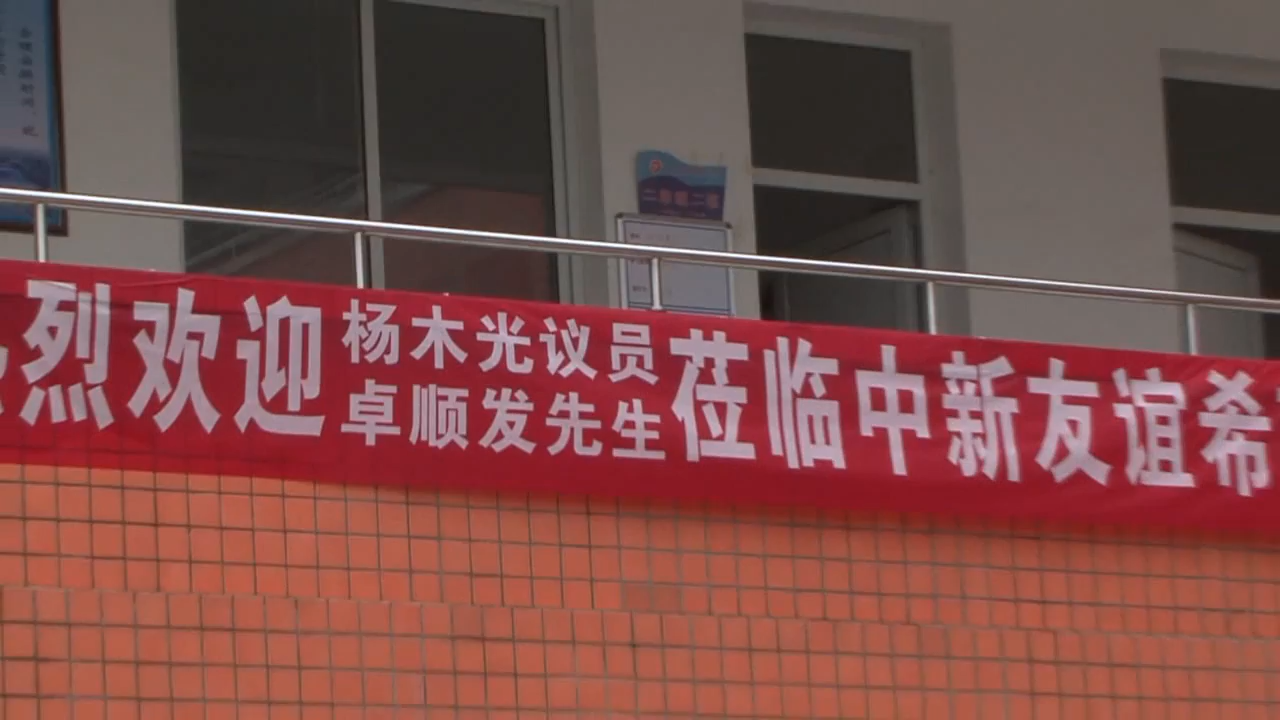 烈欢迎
杨木光议员
卓顺发先生
莅临中新友谊希